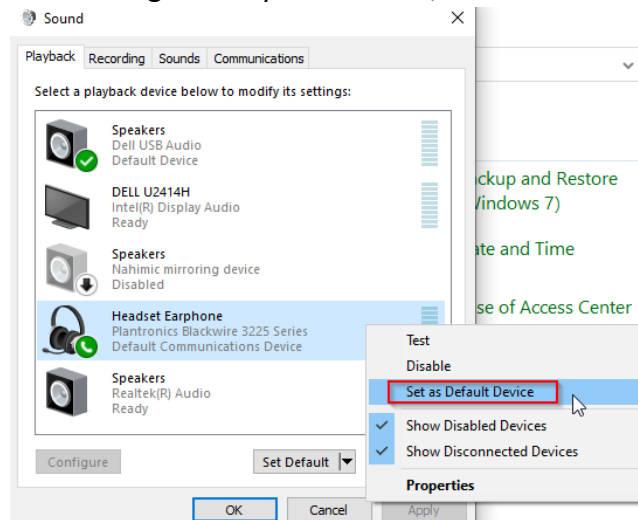 Sound
Playback Recording Sounds Communications
Select a playback device below to modify its settings:
Speakers
Dell USB Audio
Default Device
DELL U2414H
Intel(R) Display Audio
Ready
Speakers
Nahimic mirroring device
Disabled
Headset Earphone
Plantronics Blackwire 3225 Series
Default Communications Device
Speakers
Realtek(R) Audio
Ready
Configure Set Default
OK Cancel Apply
ckup and Restore
Windows 7)
ate and Time
se of Access Center
Test
Disable
Set as Default Device
Show Disabled Devices
Show Disconnected Devices
Properties